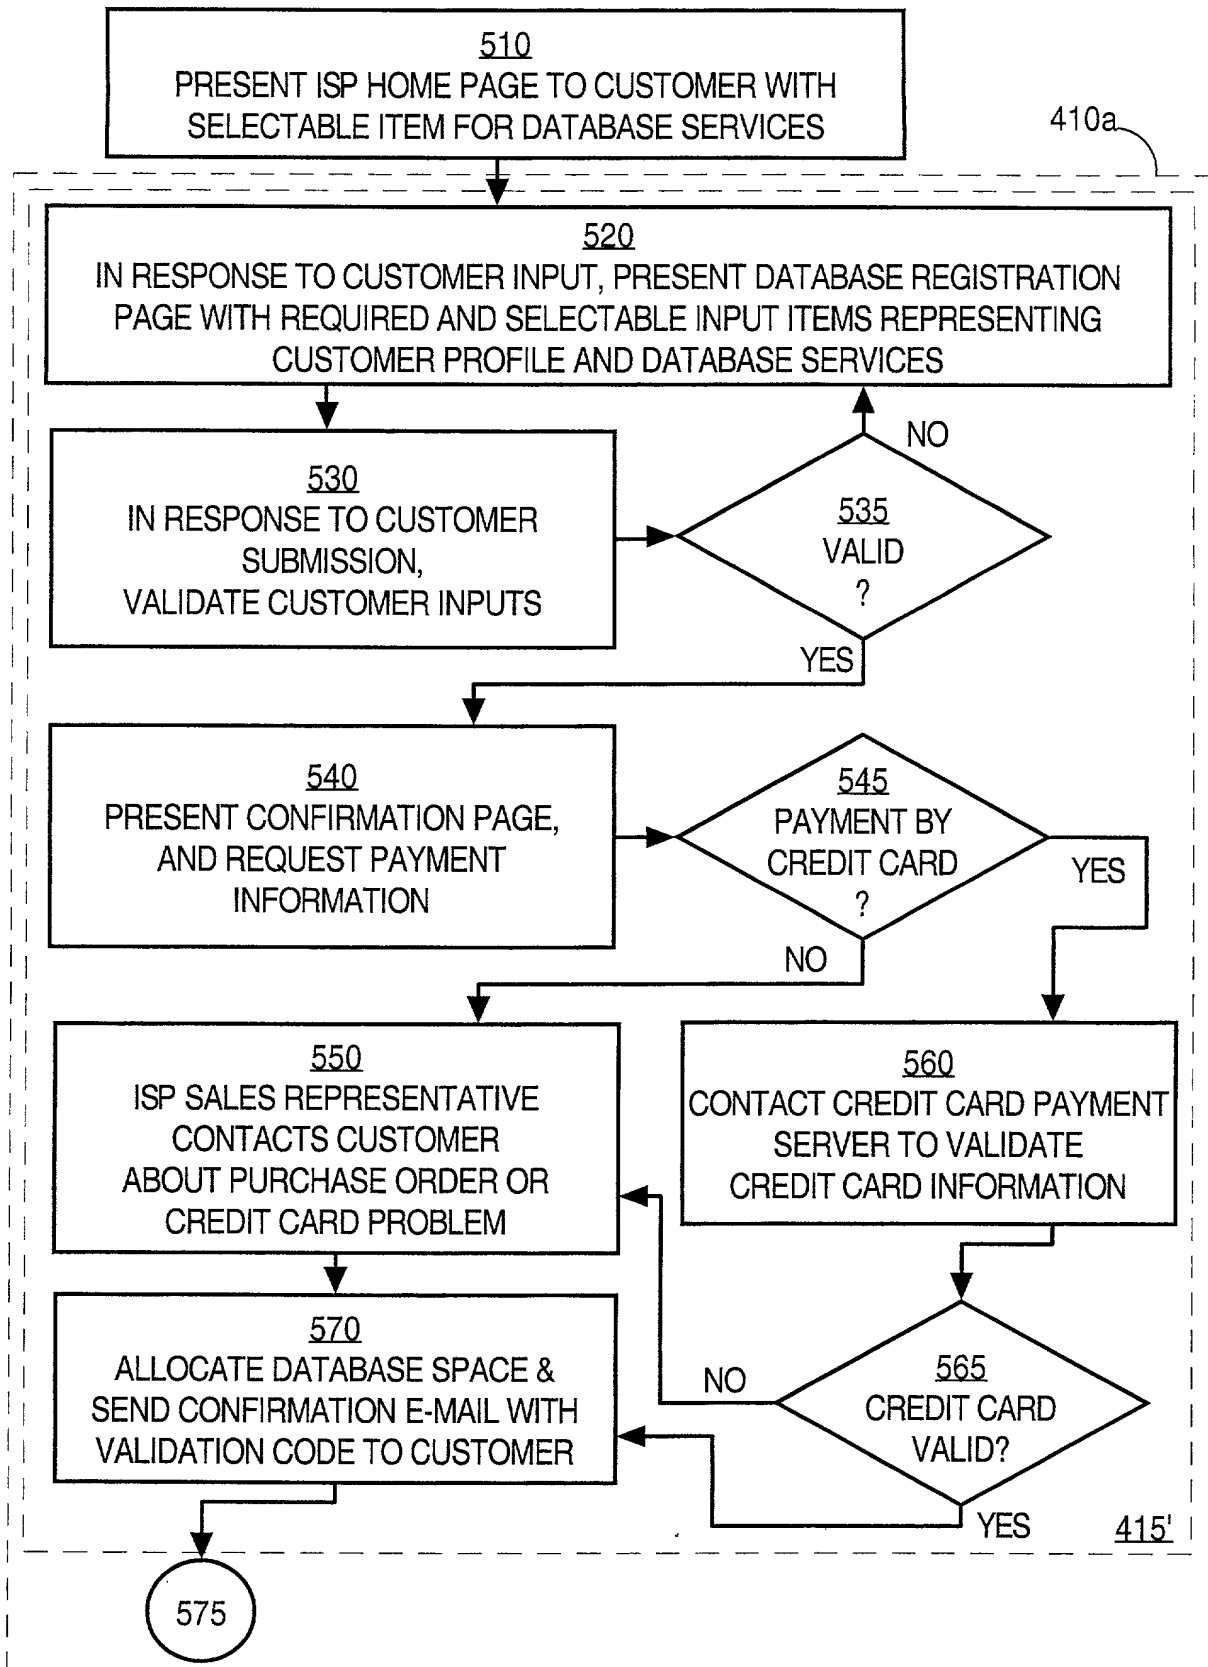 510
PRESENT ISP HOME PAGE TO CUSTOMER WITH
SELECTABLE ITEM FOR DATABASE SERVICES
410a
520
IN RESPONSE TO CUSTOMER INPUT, PRESENT DATABASE REGISTRATION
PAGE WITH REQUIRED AND SELECTABLE INPUT ITEMS REPRESENTING
CUSTOMER PROFILE AND DATABASE SERVICES
530
IN RESPONSE TO CUSTOMER
SUBMISSION,
VALIDATE CUSTOMER INPUTS
NO
535
VALID
?
YES
540
PRESENT CONFIRMATION PAGE,
AND REQUEST PAYMENT
INFORMATION
545
PAYMENT BY
CREDIT CARD
?
YES
NO
550
ISP SALES REPRESENTATIVE
CONTACTS CUSTOMER
ABOUT PURCHASE ORDER OR
CREDIT CARD PROBLEM
560
CONTACT CREDIT CARD PAYMENT
SERVER TO VALIDATE
CREDIT CARD INFORMATION
570
ALLOCATE DATABASE SPACE &
SEND CONFIRMATION E-MAIL WITH
VALIDATION CODE TO CUSTOMER
NO
565
CREDIT CARD
VALID?
YES
415'
575